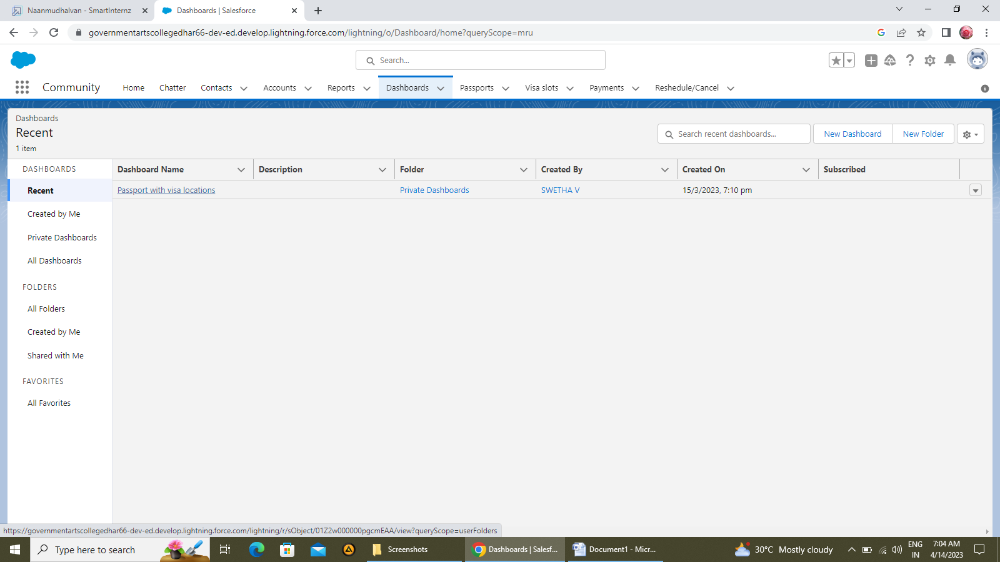 Naanmudhalvan - SmartInternz
Dashboards | Salesforce
governmentartscollegedhar66-dev-ed.develop.lightning.force.com/lightning/o/Dashboard/home?queryScope=mru
Search...
Community Home Chatter Contacts Accounts Reports Dashboards Passports Visa slots Payments Reshedule/Cancel
Dashboards
Recent
1 item
Search recent dashboards...
New Dashboard
New Folder
DASHBOARDS
Recent
Created by Me
Private Dashboards
All Dashboards
FOLDERS
All Folders
Created by Me
Shared with Me
FAVORITES
All Favorites
Dashboard Name Description Folder Created By Created On Subscribed
Passport with visa locations Private Dashboards SWETHA V 15/3/2023, 7:10 pm
https://governmentartscollegedhar66-dev-ed.develop.lightning.force.com/lightning/r/sObject/01Z2w000000pgcmEAA/view?queryScope=userFolders
Type here to search
Screenshots
Dashboards | Salesf...
Document1 - Micr...
30°C Mostly cloudy
ENG
IN
7:04 AM
4/14/2023